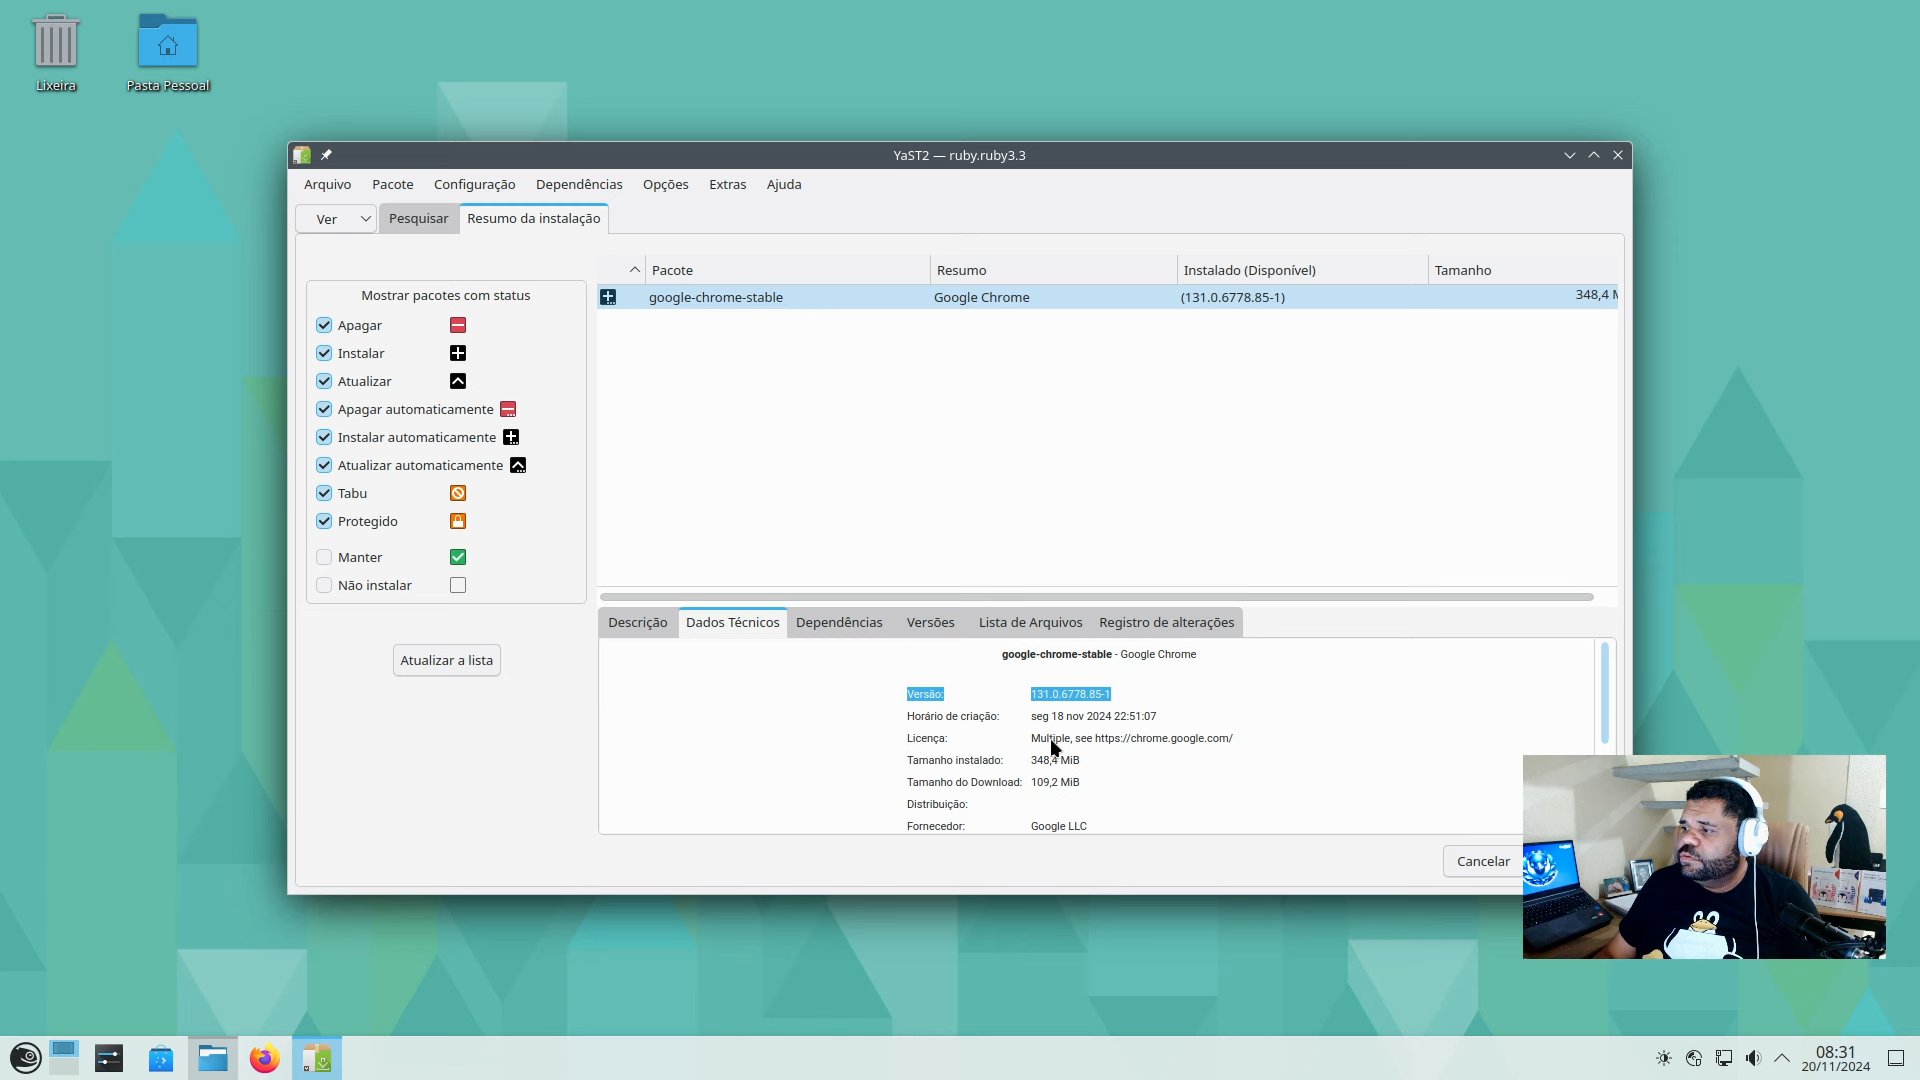 Lixeira
Pasta Pessoal
YaST2 — ruby.ruby3.3
Arquivo Pacote Configuração Dependências Opções Extras Ajuda
Ver Pesquisar Resumo da instalação
Pacote Resumo Instalado (Disponível) Tamanho
google-chrome-stable Google Chrome (131.0.6778.85-1) 348,4
Mostrar pacotes com status
Apagar
Instalar
Atualizar
Apagar automaticamente
Instalar automaticamente
Atualizar automaticamente
Tabu
Protegido
Manter
Não instalar
Atualizar a lista
Descrição Dados Técnicos Dependências Versões Lista de Arquivos Registro de alterações
google-chrome-stable - Google Chrome
Versão: 131.0.6778.85-1
Horário de criação: seg 18 nov 2024 22:51:07
Licença: Multiple, see https://chrome.google.com/
Tamanho instalado: 348,4 MiB
Tamanho do Download: 109,2 MiB
Distribuição:
Fornecedor: Google LLC
Cancelar
08:31
20/11/2024